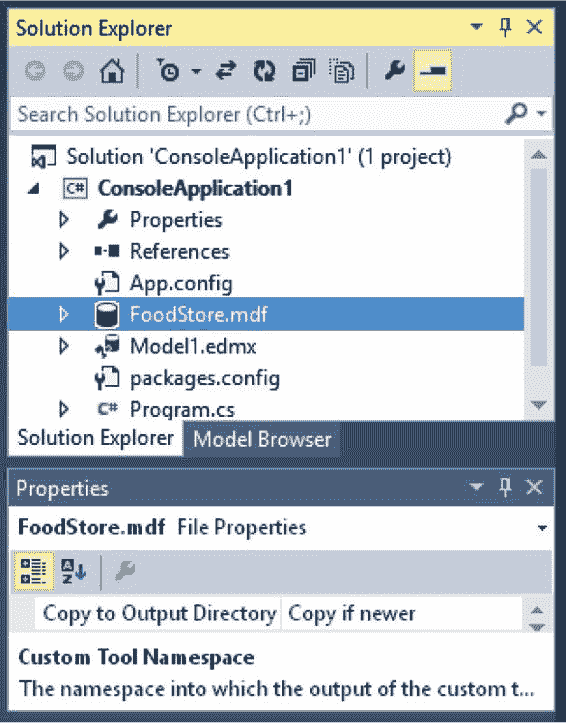 Solution Explorer
Search Solution Explorer (Ctrl+;)
Solution 'ConsoleApplication1' (1 project)
C# ConsoleApplication1
Properties
References
App.config
FoodStore.mdf
Model1.edmx
packages.config
C# Program.cs
Solution Explorer Model Browser
Properties
FoodStore.mdf File Properties
A Z
Copy to Output Directory Copy if newer
Custom Tool Namespace
The namespace into which the output of the custom t...